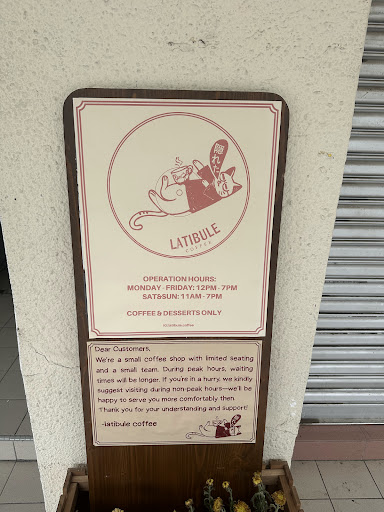 隠れた
LATIBULE
COFFEE
OPERATION HOURS:
MONDAY - FRIDAY: 12PM - 7PM
SAT&SUN: 11AM - 7PM
COFFEE & DESSERTS ONLY
Dear Customers,
We're a small coffee shop with limited seating
and a small team. During peak hours, waiting
times will be longer. If you're in a hurry, we kindly
suggest visiting during non-peak hours—we'll be
happy to serve you more comfortably then.
Thank you for your understanding and support!
-latibule coffee